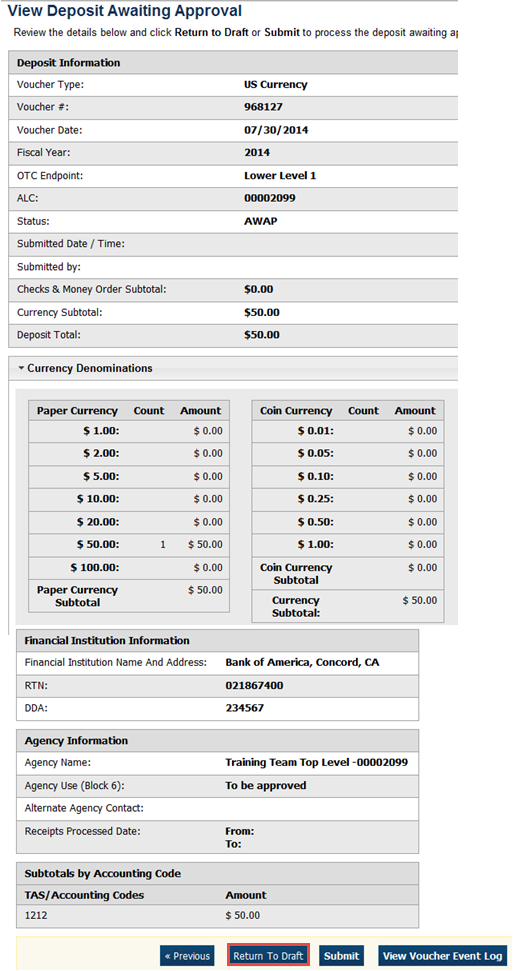 View Deposit Awaiting Approval
Review the details below and click Return to Draft or Submit to process the deposit awaiting
Deposit Information
Voucher Type: US Currency
Voucher #: 968127
Voucher Date: 07/30/2014
Fiscal Year: 2014
OTC Endpoint: Lower Level 1
ALC: 00002099
Status: AWAP
Submitted Date / Time:
Submitted by:
Checks & Money Order Subtotal: $0.00
Currency Subtotal: $50.00
Deposit Total: $50.00
Currency Denominations
Paper Currency Count Amount
$ 1.00: $ 0.00
$ 2.00: $ 0.00
$ 5.00: $ 0.00
$ 10.00: $ 0.00
$ 20.00: $ 0.00
$ 50.00: 1 $ 50.00
$ 100.00: $ 0.00
Paper Currency $ 50.00
Subtotal
Coin Currency Count Amount
$ 0.01: $ 0.00
$ 0.05: $ 0.00
$ 0.10: $ 0.00
$ 0.25: $ 0.00
$ 0.50: $ 0.00
$ 1.00: $ 0.00
Coin Currency $ 0.00
Subtotal
Currency $ 50.00
Subtotal:
Financial Institution Information
Financial Institution Name And Address: Bank of America, Concord, CA
RTN: 021867400
DDA: 234567
Agency Information
Agency Name: Training Team Top Level -00002099
Agency Use (Block 6): To be approved
Alternate Agency Contact:
Receipts Processed Date: From:
To:
Subtotals by Accounting Code
TAS/Accounting Codes Amount
1212 $ 50.00
« Previous Return To Draft Submit View Voucher Event Log